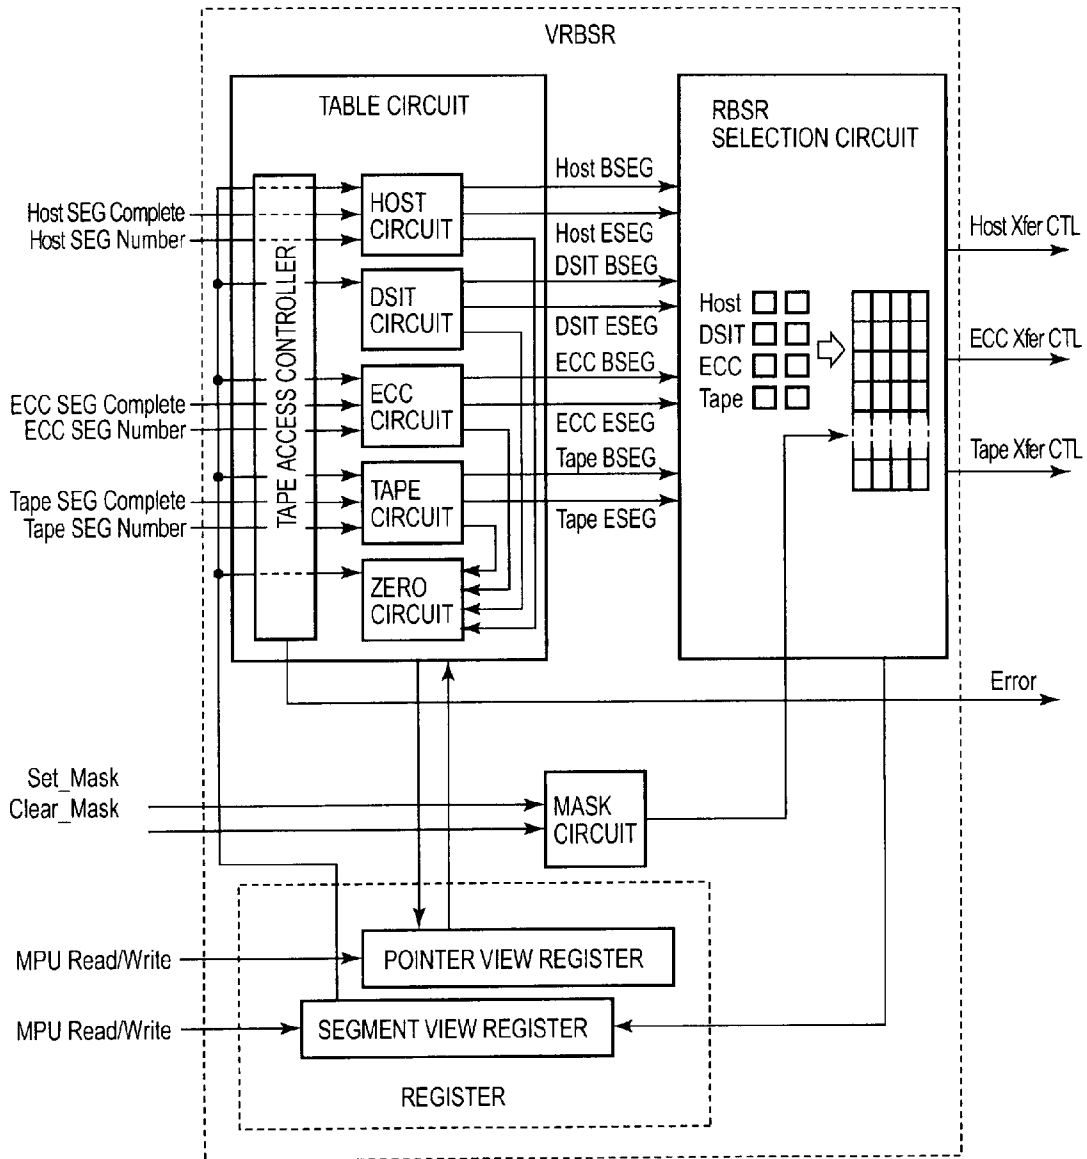 VRBSR
TABLE CIRCUIT
RBSR
SELECTION CIRCUIT
TAPE ACCESS CONTROLLER
Host SEG Complete
Host SEG Number
HOST
CIRCUIT
Host BSEG
Host ESEG
DSIT
CIRCUIT
DSIT BSEG
DSIT ESEG
ECC SEG Complete
ECC SEG Number
ECC
CIRCUIT
ECC BSEG
ECC ESEG
Tape SEG Complete
Tape SEG Number
TAPE
CIRCUIT
Tape BSEG
Tape ESEG
ZERO
CIRCUIT
Host
DSIT
ECC
Tape
Host Xfer CTL
ECC Xfer CTL
Tape Xfer CTL
Error
Set_Mask
Clear_Mask
MASK
CIRCUIT
MPU Read/Write
POINTER VIEW REGISTER
MPU Read/Write
SEGMENT VIEW REGISTER
REGISTER